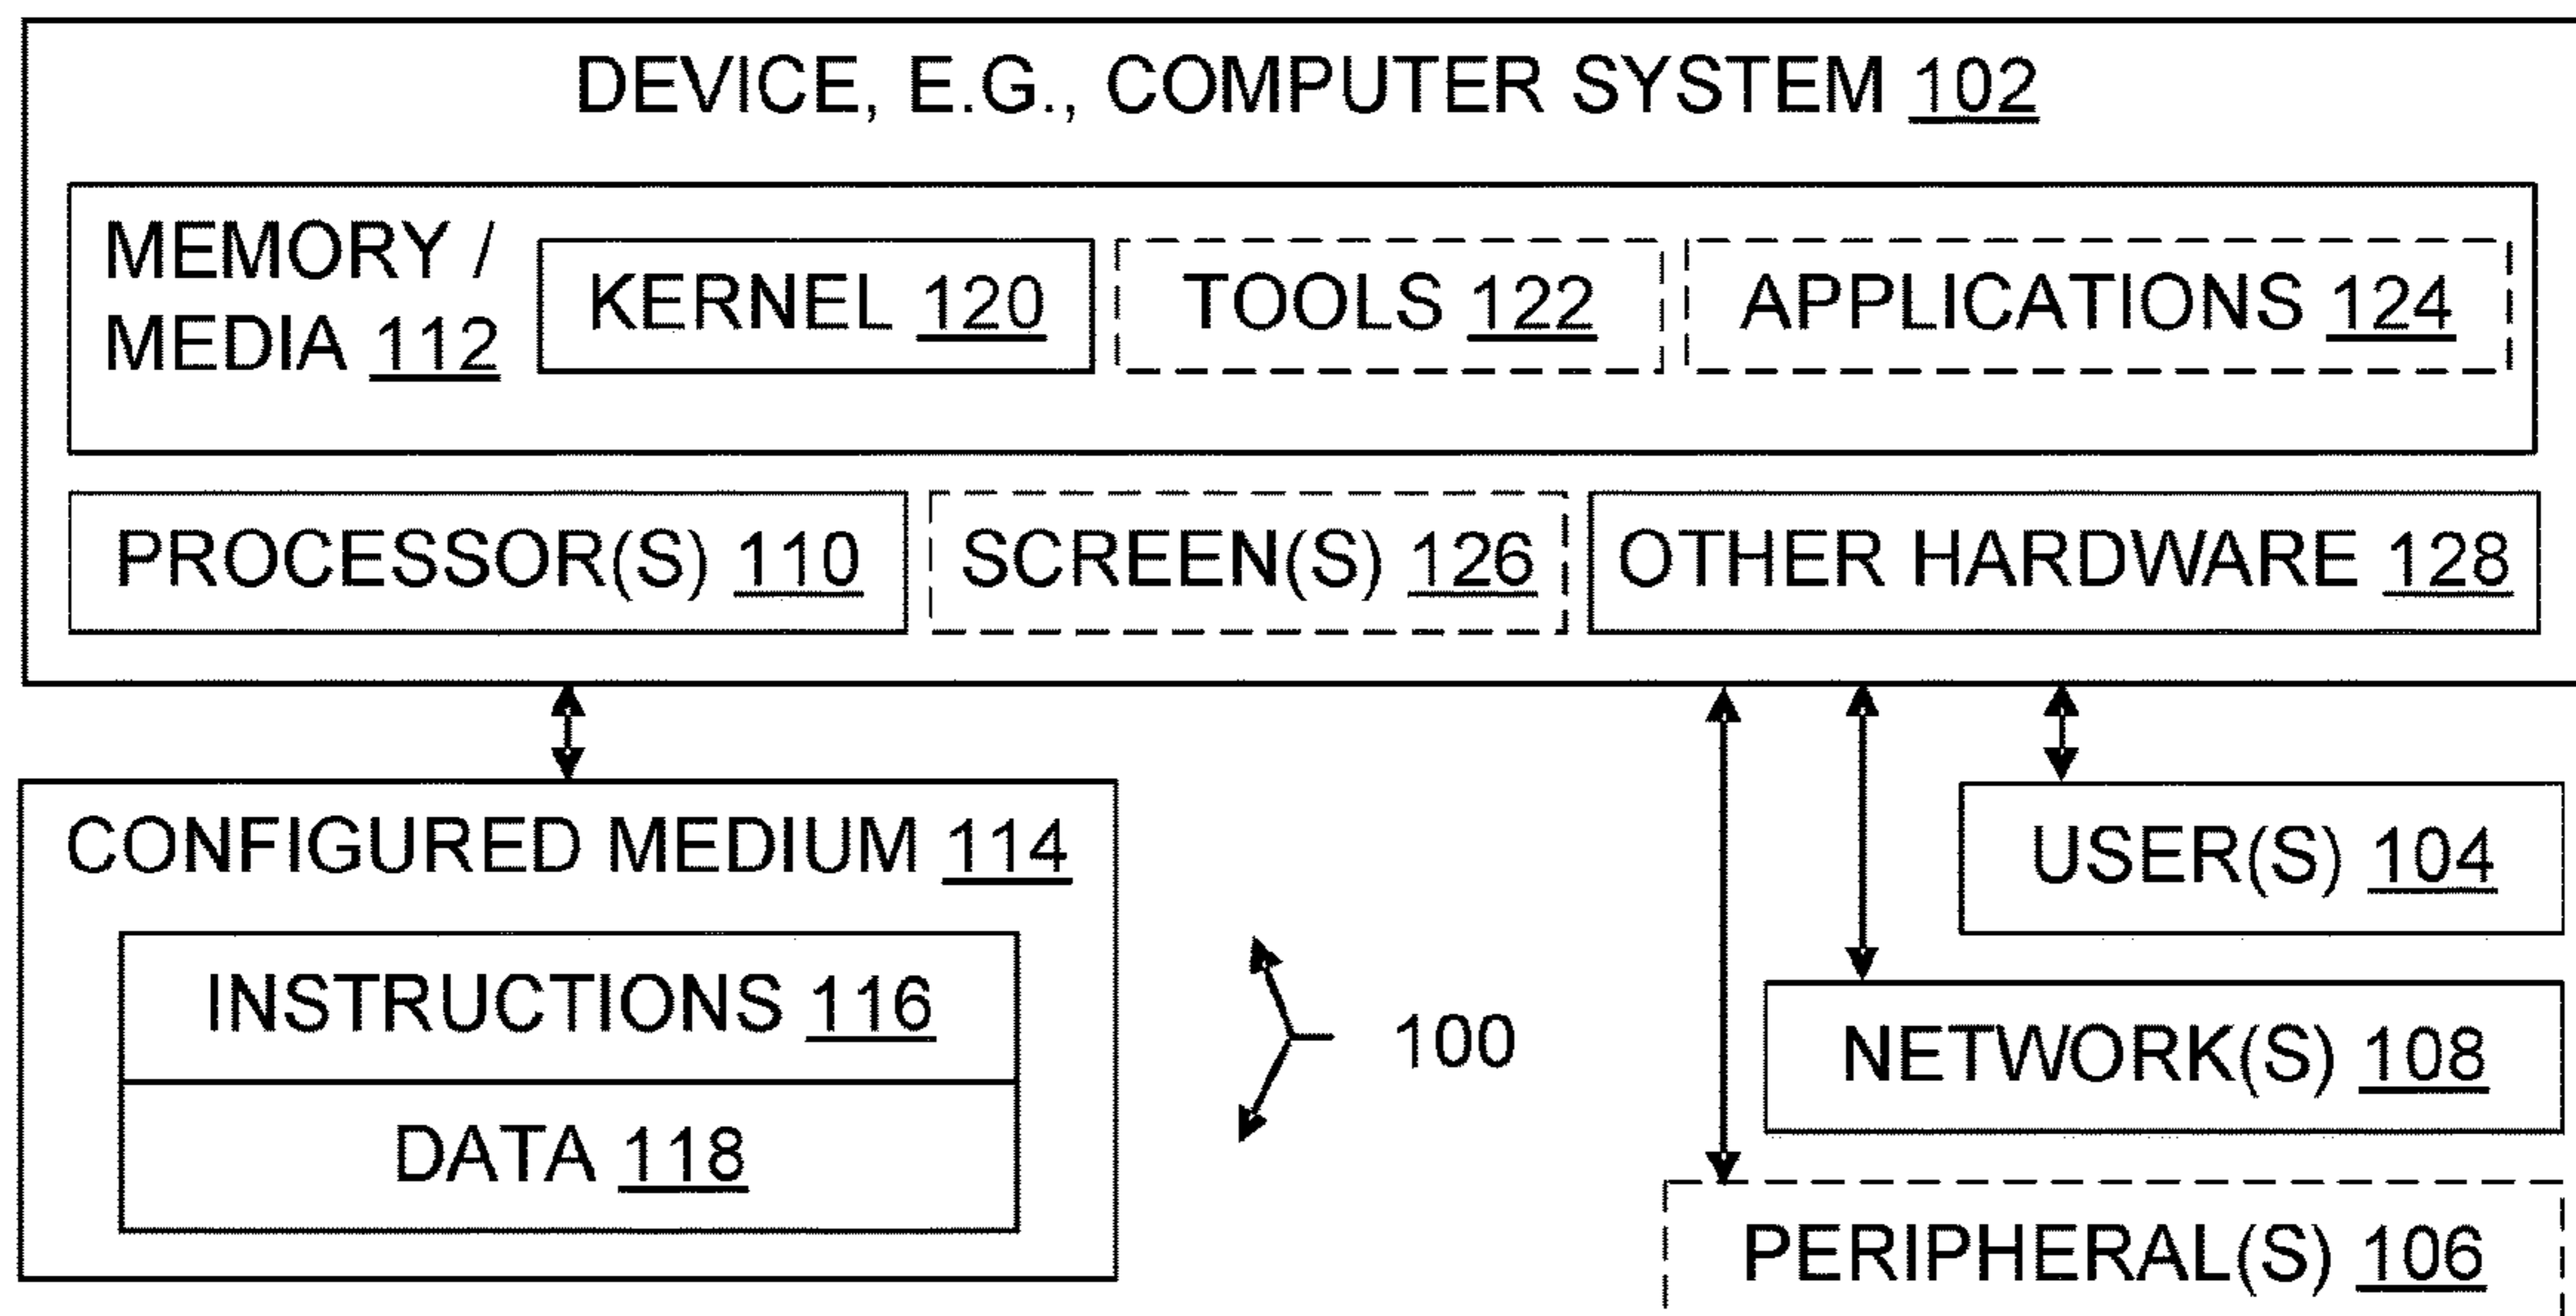 DEVICE, E.G., COMPUTER SYSTEM 102
MEMORY /
MEDIA 112
KERNEL 120
TOOLS 122
APPLICATIONS 124
PROCESSOR(S) 110
SCREEN(S) 126
OTHER HARDWARE 128
CONFIGURED MEDIUM 114
INSTRUCTIONS 116
DATA 118
100
USER(S) 104
NETWORK(S) 108
PERIPHERAL(S) 106